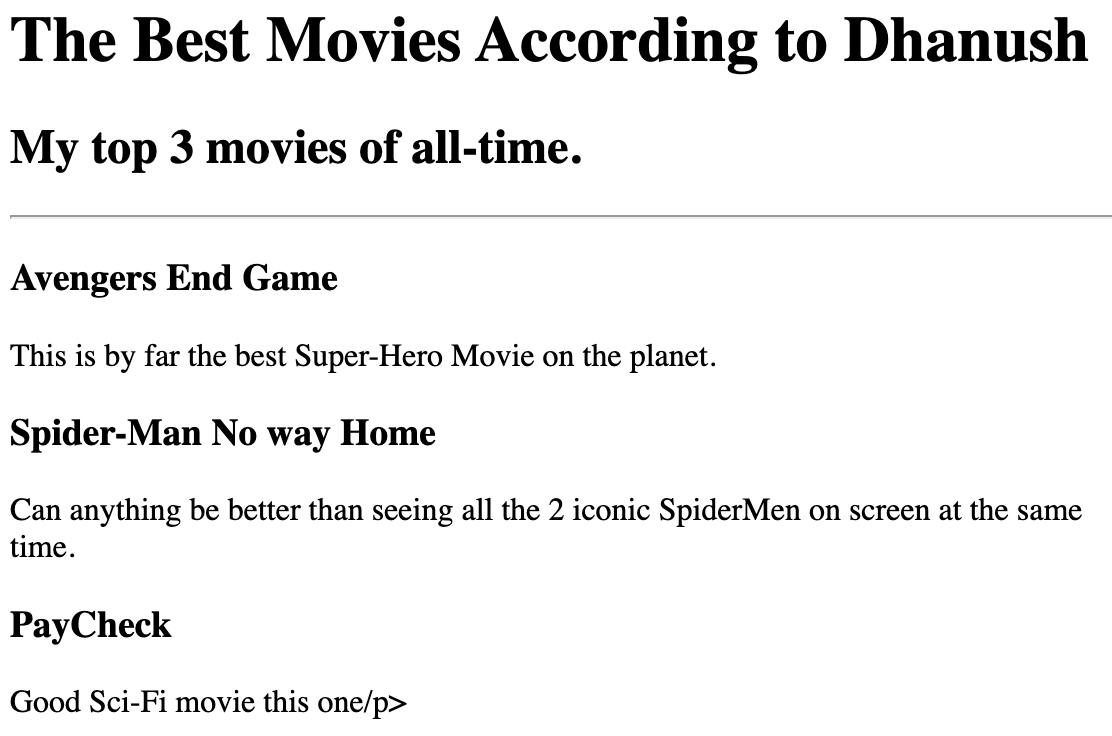 The Best Movies According to Dhanush
My top 3 movies of all-time.
Avengers End Game
This is by far the best Super-Hero Movie on the planet.
Spider-Man No way Home
Can anything be better than seeing all the 2 iconic SpiderMen on screen at the same
time.
PayCheck
Good Sci-Fi movie this one/p>